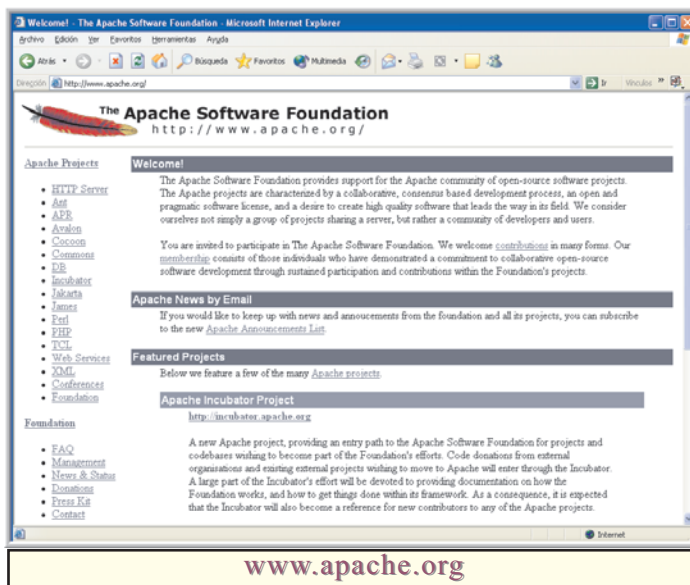 Welcome! - The Apache Software Foundation - Microsoft Internet Explorer
Archivo Edición Ver Favoritos Herramientas Ayuda
Atrás Búsqueda Favoritos Multimedia
Dirección http://www.apache.org/ Ir Vínculos »
The Apache Software Foundation
http://www.apache.org/
Apache Projects
• HTTP Server
• Ant
• APR
• Avalon
• Cocoon
• Commons
• DB
• Incubator
• Jakarta
• James
• Perl
• PHP
• TCL
• Web Services
• XML
• Conferences
• Foundation
Foundation
• FAQ
• Management
• News & Status
• Donations
• Press Kit
• Contact
Welcome!
The Apache Software Foundation provides support for the Apache community of open-source software projects.
The Apache projects are characterized by a collaborative, consensus based development process, an open and
pragmatic software license, and a desire to create high quality software that leads the way in its field. We consider
ourselves not simply a group of projects sharing a server, but rather a community of developers and users.
You are invited to participate in The Apache Software Foundation. We welcome contributions in many forms. Our
membership consists of those individuals who have demonstrated a commitment to collaborative open-source
software development through sustained participation and contributions within the Foundation's projects.
Apache News by Email
If you would like to keep up with news and annoucements from the foundation and all its projects, you can subscribe
to the new Apache Announcements List.
Featured Projects
Below we feature a few of the many Apache projects.
Apache Incubator Project
http://incubator.apache.org
A new Apache project, providing an entry path to the Apache Software Foundation for projects and
codebases wishing to become part of the Foundation's efforts. Code donations from external
organisations and existing external projects wishing to move to Apache will enter through the Incubator.
A large part of the Incubator's effort will be devoted to providing documentation on how the
Foundation works, and how to get things done within its framework. As a consequence, it is expected
that the Incubator will also become a reference for new contributors to any of the Apache projects.
Internet
www.apache.org